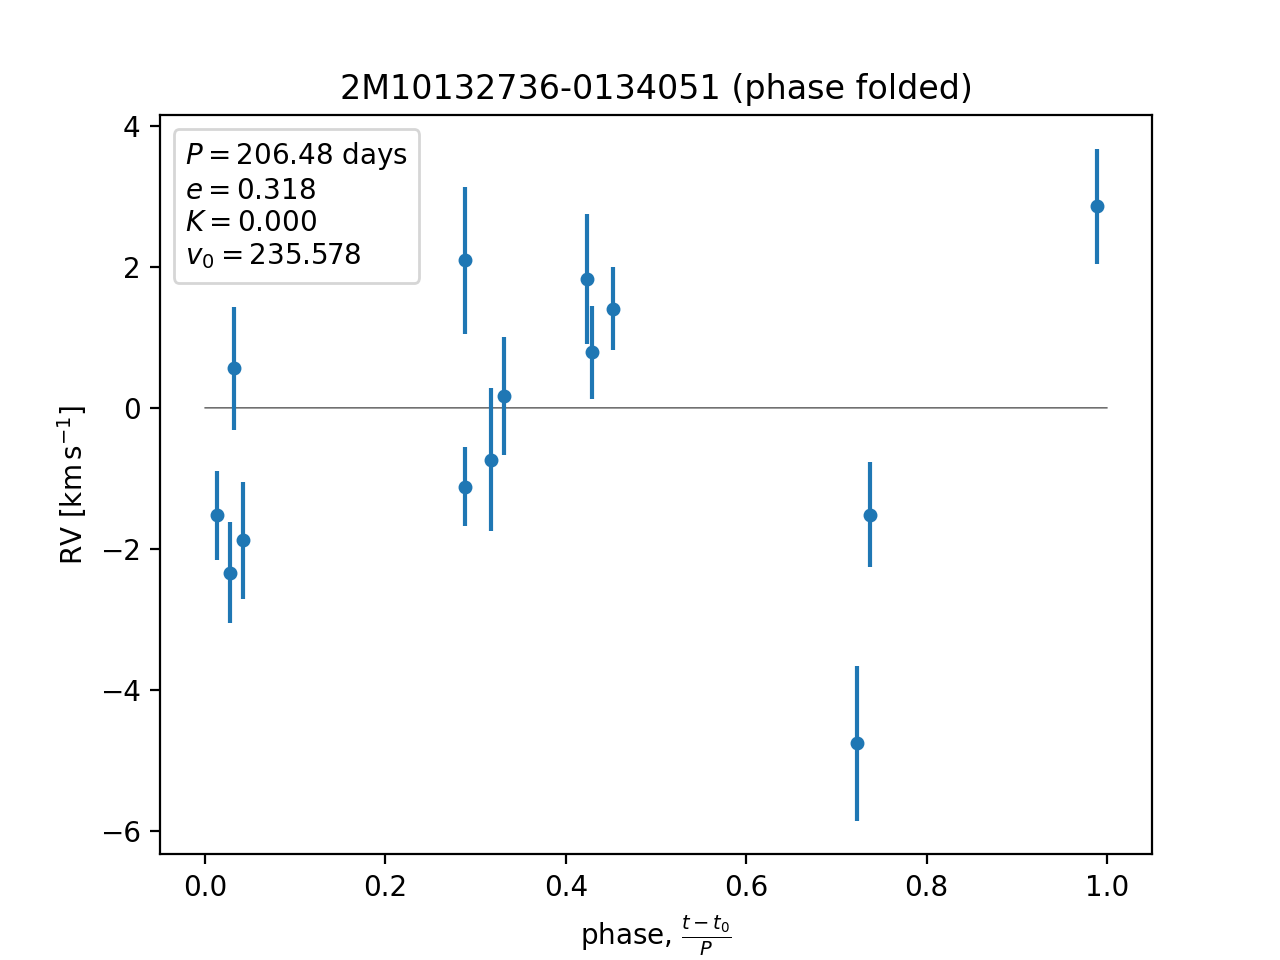 2M10132736-0134051 (phase folded)
P = 206.48 days
e = 0.318
K = 0.000
v₀ = 235.578
4
2
0
−2
−4
−6
RV [km s⁻¹]
0.0 0.2 0.4 0.6 0.8 1.0
phase, (t − t₀)/P